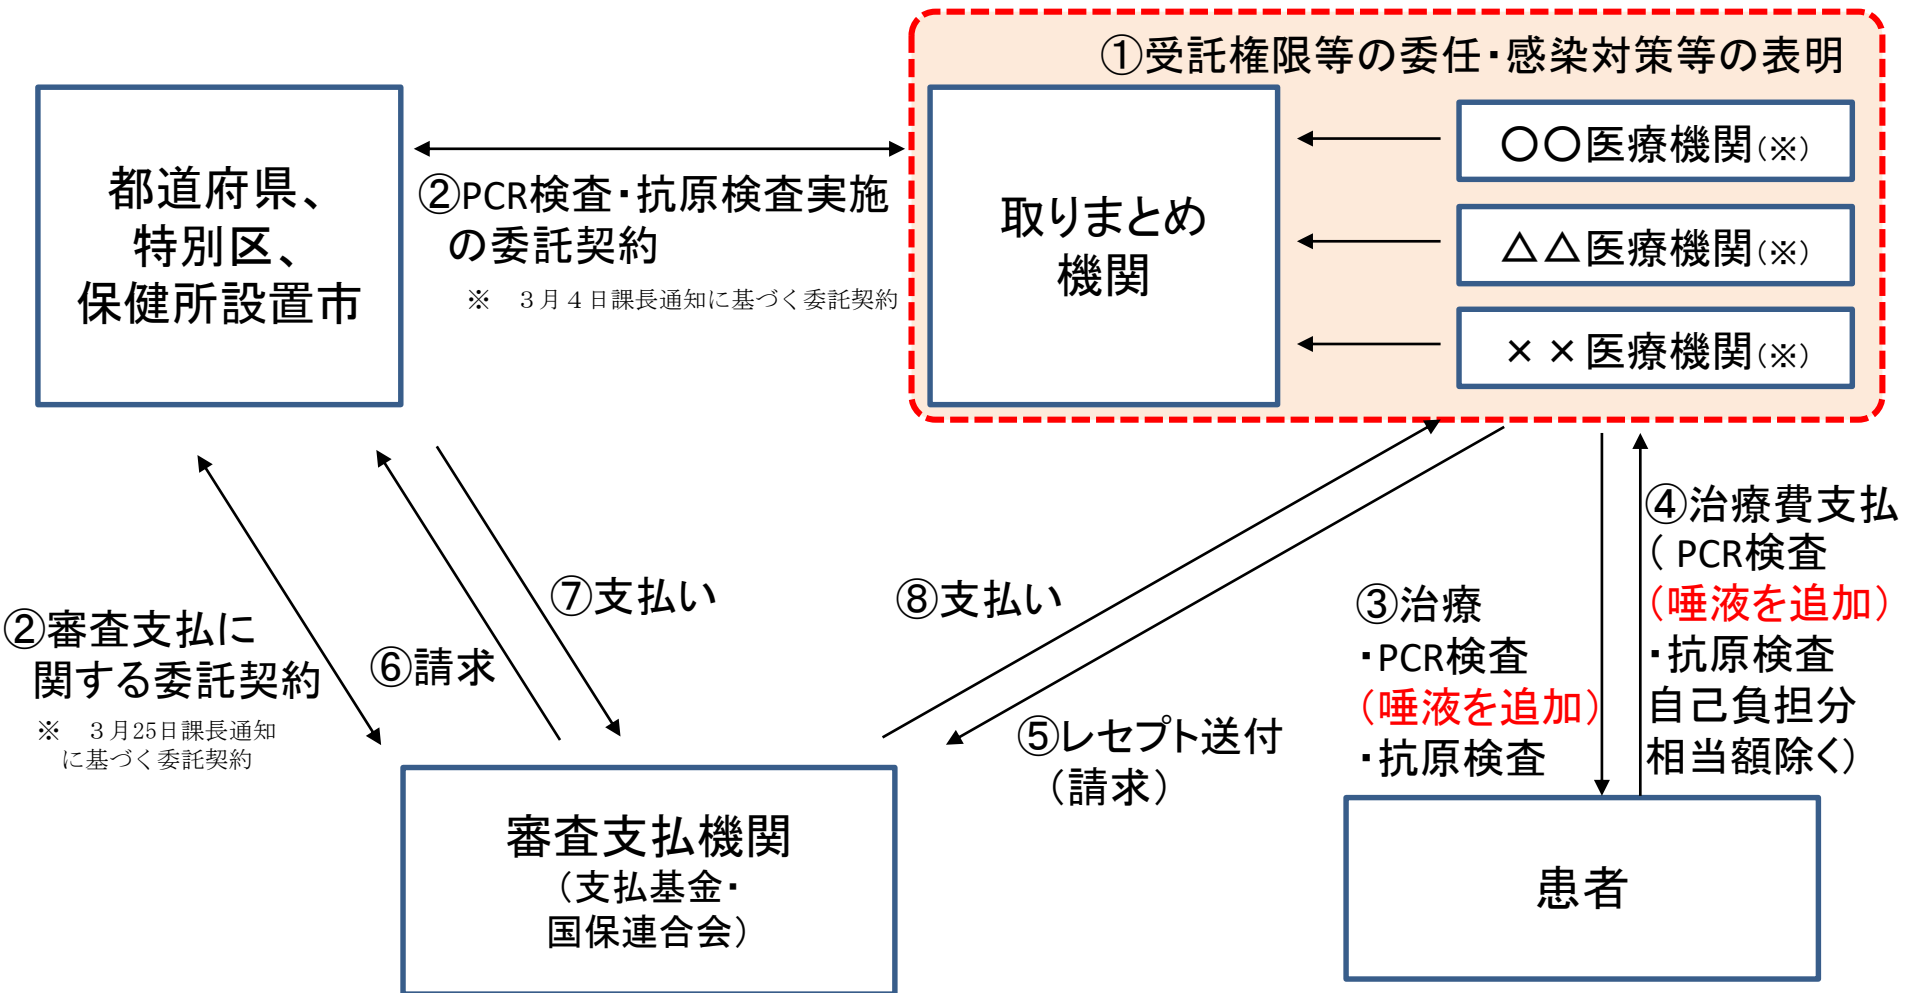 ①受託権限等の委任・感染対策等の表明
都道府県、
特別区、
保健所設置市
②PCR検査・抗原検査実施
の委託契約
※　３月４日課長通知に基づく委託契約
取りまとめ
機関
〇〇医療機関(※)
△△医療機関(※)
××医療機関(※)
②審査支払に
関する委託契約
※　３月25日課長通知
に基づく委託契約
⑥請求
⑦支払い
⑧支払い
⑤レセプト送付
（請求）
③治療
・PCR検査
（唾液を追加）
・抗原検査
④治療費支払
（PCR検査
（唾液を追加）
・抗原検査
自己負担分
相当額除く）
審査支払機関
（支払基金・
国保連合会）
患者